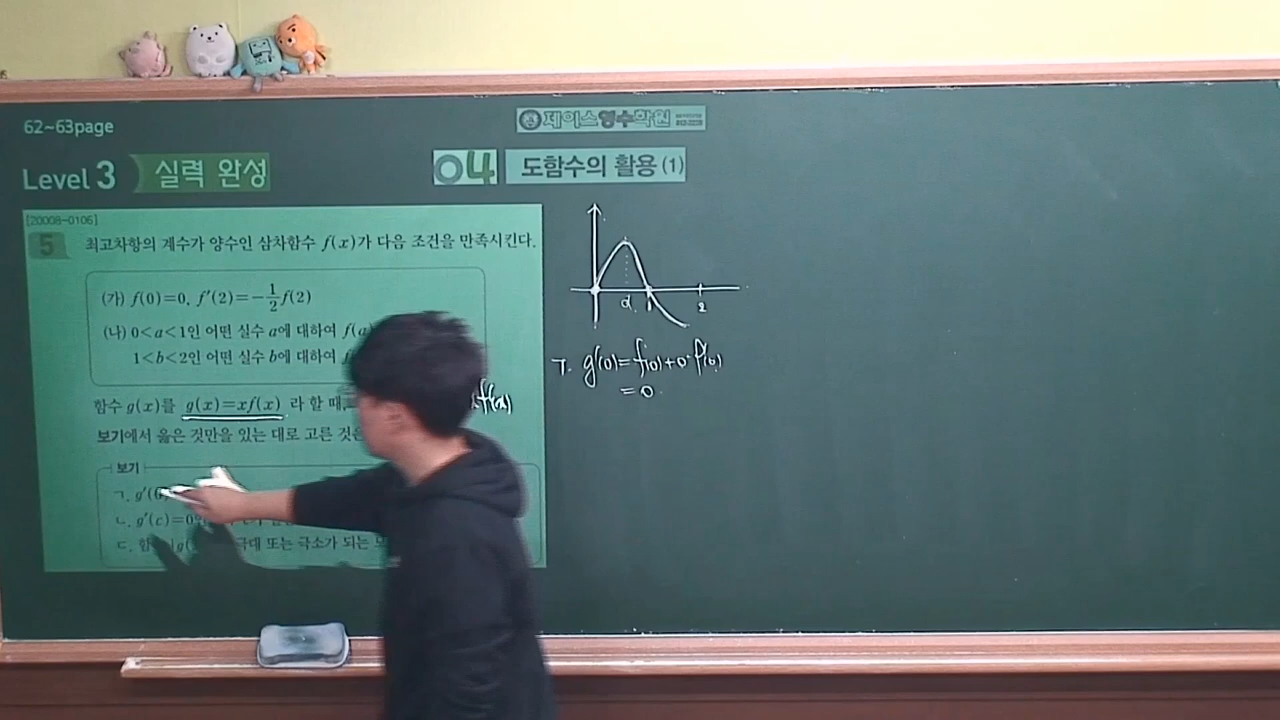 62~63page
제이스영수학원
Level 3 실력 완성
04 도함수의 활용 (1)
[20008-0106]
5 최고차항의 계수가 양수인 삼차함수 f(x)가 다음 조건을 만족시킨다.
(가) f(0)=0, f′(2)=-1/2f(2)
(나) 0<a<1인 어떤 실수 a에 대하여 f(a)
1<b<2인 어떤 실수 b에 대하여
함수 g(x)를 g(x)=xf(x) 라 할 때,
f(x)
보기에서 옳은 것만을 있는 대로 고른 것은
보기
ㄱ. g′(
ㄴ. g′(c)=0
ㄷ. 극대 또는 극소가 되는
d 1 2
ㄱ. g′(0)=f(0)+0·f′(0)
=0.